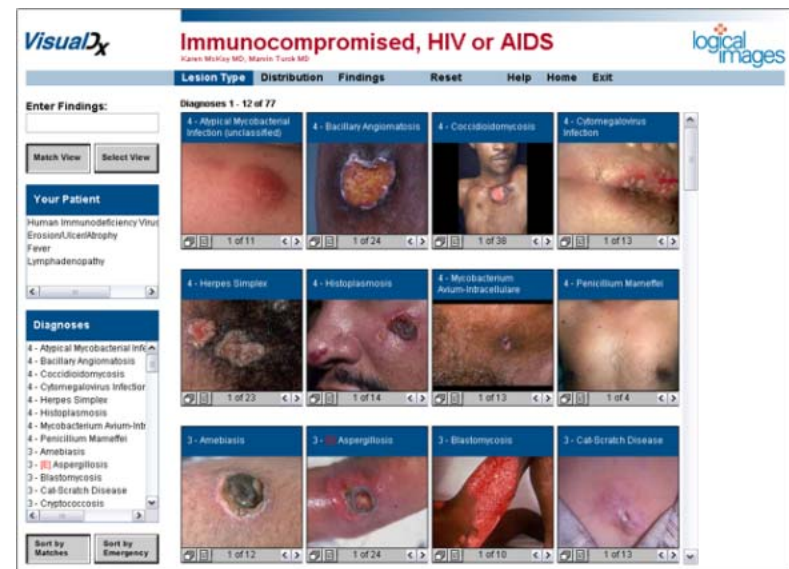 VisualDx
Immunocompromised, HIV or AIDS
Karen McKoy MD, Marvin Turck MD
logical
images
Lesion Type Distribution Findings Reset Help Home Exit
Enter Findings:
Match View Select View
Your Patient
Human Immunodeficiency Virus
Erosion/Ulcer/Atrophy
Fever
Lymphadenopathy
Diagnoses
4 - Atypical Mycobacterial Infe
4 - Bacillary Angiomatosis
4 - Coccidioidomycosis
4 - Cytomegalovirus Infection
4 - Herpes Simplex
4 - Histoplasmosis
4 - Mycobacterium Avium-Intr
4 - Penicillium Marneffei
3 - Amebiasis
3 - [E] Aspergillosis
3 - Blastomycosis
3 - Cat-Scratch Disease
3 - Cryptococcosis
Sort by
Matches
Sort by
Emergency
Diagnoses 1 - 12 of 77
4 - Atypical Mycobacterial
Infection (unclassified)
1 of 11
4 - Bacillary Angiomatosis
1 of 24
4 - Coccidioidomycosis
1 of 38
4 - Cytomegalovirus
Infection
1 of 13
4 - Herpes Simplex
1 of 23
4 - Histoplasmosis
1 of 14
4 - Mycobacterium
Avium-Intracellulare
1 of 13
4 - Penicillium Marneffei
1 of 4
3 - Amebiasis
1 of 12
3 - [E] Aspergillosis
1 of 24
3 - Blastomycosis
1 of 10
3 - Cat-Scratch Disease
1 of 13